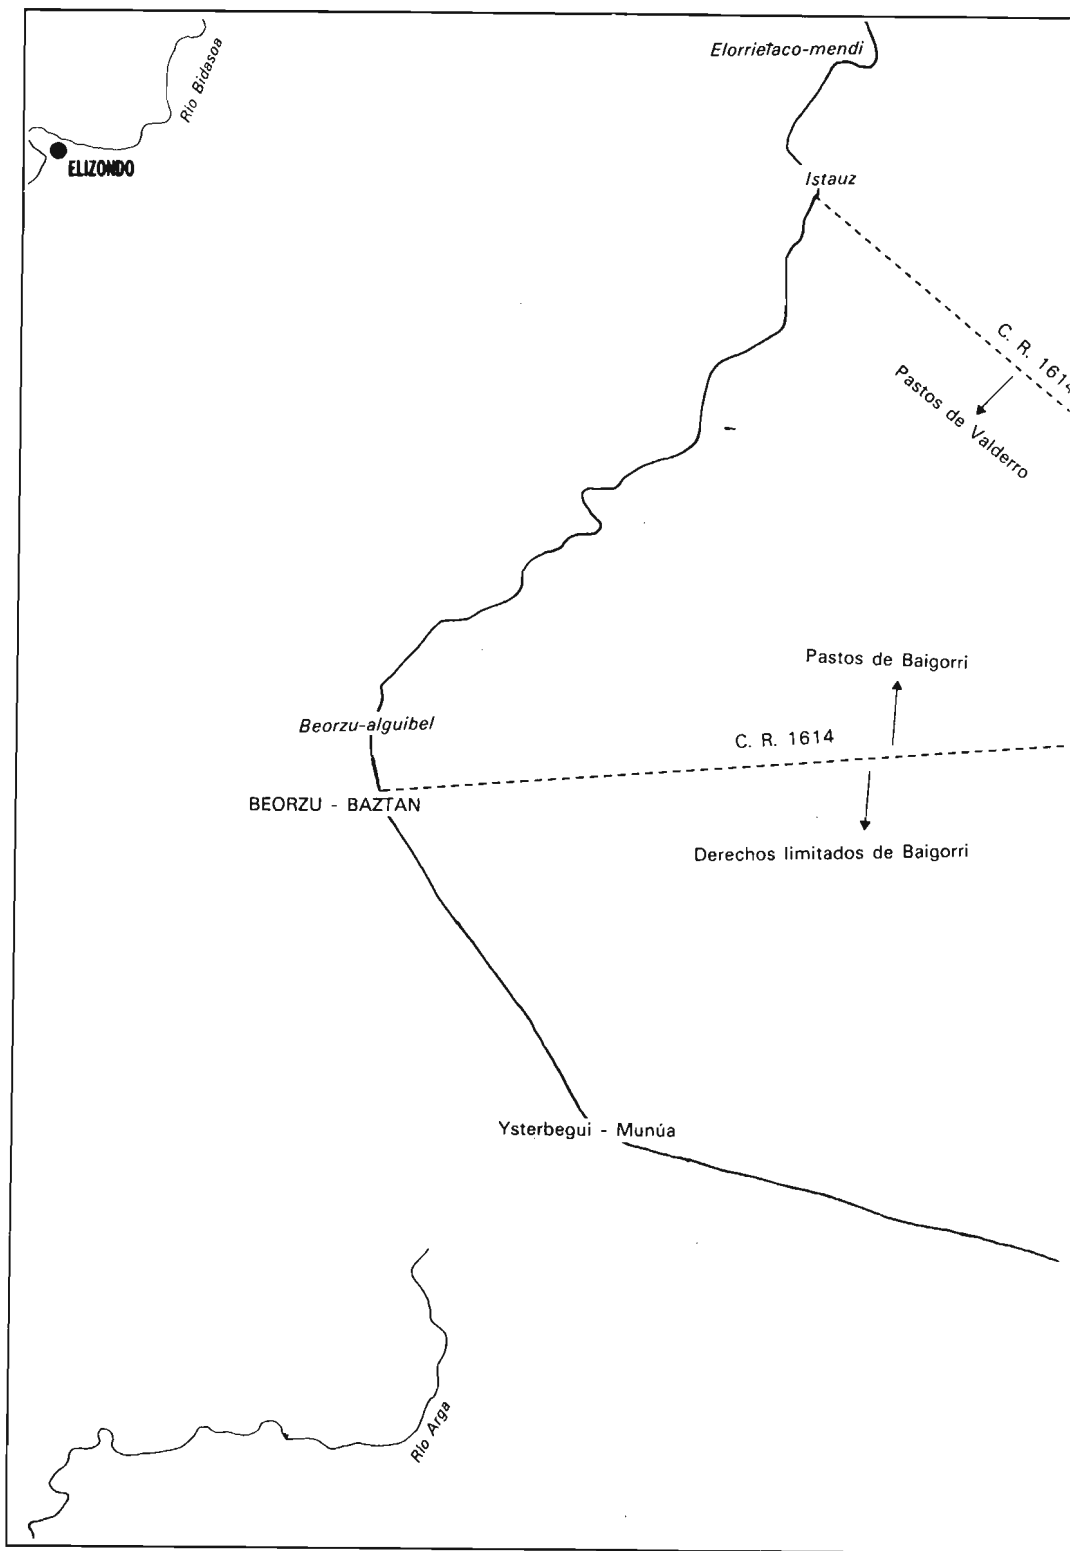 Elorrietaco-mendi
Rio Bidasoa
ELIZONDO
Istauz
C. R. 1614
Pastos de Valderro
Pastos de Baigorri
Beorzu-alguibel
C. R. 1614
BEORZU - BAZTAN
Derechos limitados de Baigorri
Ysterbegui - Munúa
Río Arga